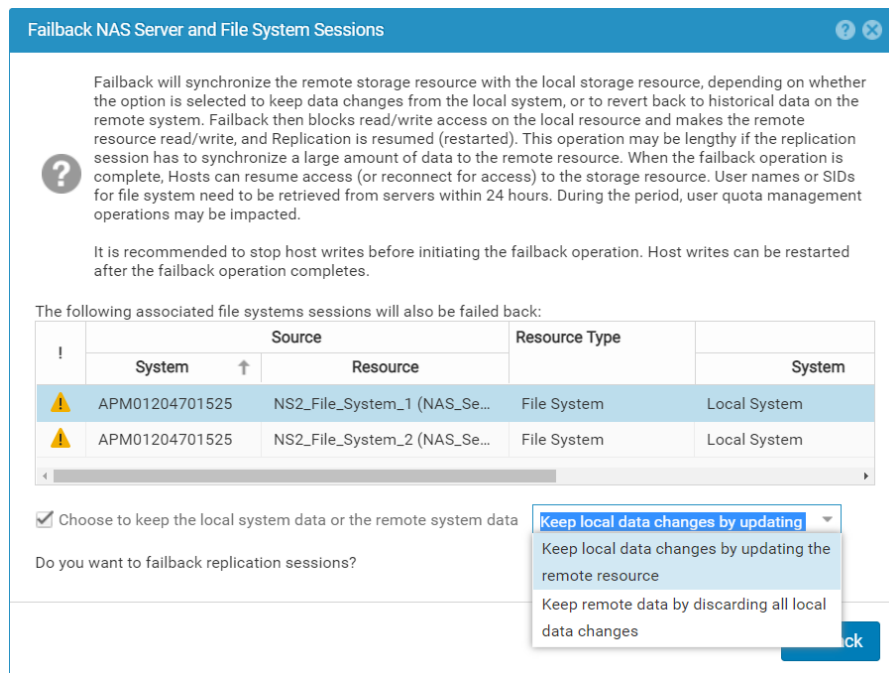 Failback NAS Server and File System Sessions
Failback will synchronize the remote storage resource with the local storage resource, depending on whether
the option is selected to keep data changes from the local system, or to revert back to historical data on the
remote system. Failback then blocks read/write access on the local resource and makes the remote
resource read/write, and Replication is resumed (restarted). This operation may be lengthy if the replication
session has to synchronize a large amount of data to the remote resource. When the failback operation is
complete, Hosts can resume access (or reconnect for access) to the storage resource. User names or SIDs
for file system need to be retrieved from servers within 24 hours. During the period, user quota management
operations may be impacted.
It is recommended to stop host writes before initiating the failback operation. Host writes can be restarted
after the failback operation completes.
The following associated file systems sessions will also be failed back:
! Source Resource Type
System Resource System
APM01204701525 NS2_File_System_1 (NAS_Se... File System Local System
APM01204701525 NS2_File_System_2 (NAS_Se... File System Local System
Choose to keep the local system data or the remote system data Keep local data changes by updating
Keep local data changes by updating the
remote resource
Do you want to failback replication sessions?
Keep remote data by discarding all local
data changes
ck